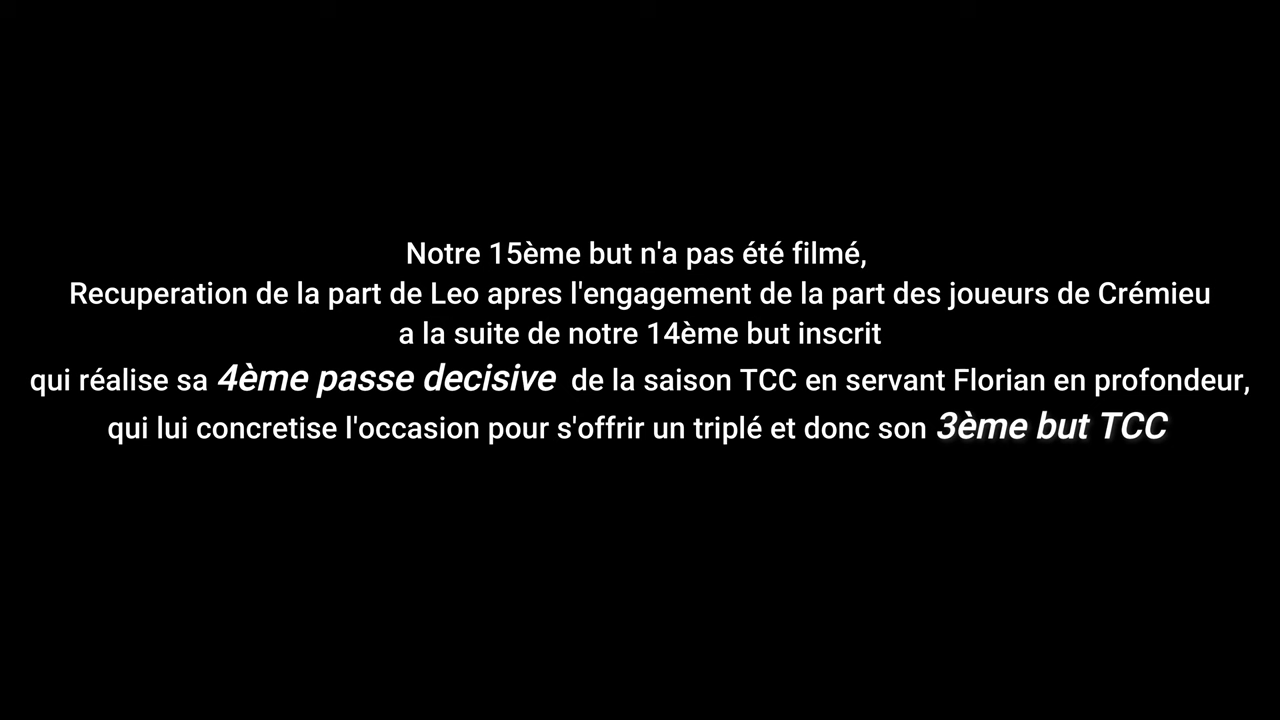 Notre 15ème but n'a pas été filmé,
Recuperation de la part de Leo apres l'engagement de la part des joueurs de Crémieu
a la suite de notre 14ème but inscrit
qui réalise sa 4ème passe decisive de la saison TCC en servant Florian en profondeur,
qui lui concretise l'occasion pour s'offrir un triplé et donc son 3ème but TCC